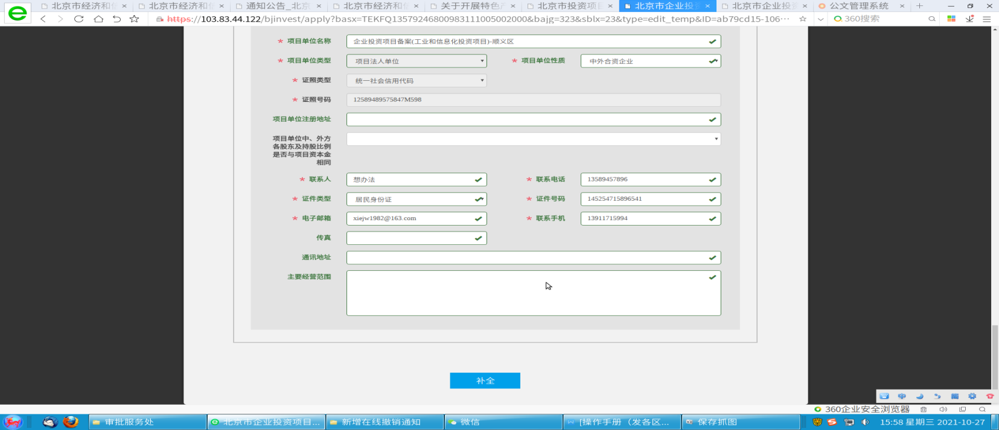 北京市经济和信 × 北京市经济和信 × 通知公告_北京 × 北京市经济和信 × 关于开展特色产 × 北京市投资项目 × 北京市企业投资 × 北京市企业投资 × 公文管理系统 ×
https://103.83.44.122/bjinvest/apply?basx=TEKFQ13579246800983111005002000&bajg=323&sblx=23&type=edit_temp&ID=ab79cd15-106··· 360搜索
* 项目单位名称 企业投资项目备案(工业和信息化投资项目)-顺义区
* 项目单位类型 项目法人单位 * 项目单位性质 中外合资企业
* 证照类型 统一社会信用代码
* 证照号码 12589489575847M598
项目单位注册地址
项目单位中、外方
各股东及持股比例
是否与项目资本金
相同
* 联系人 想办法 * 联系电话 13589457896
* 证件类型 居民身份证 * 证件号码 145254715896541
* 电子邮箱 xiejw1982@163.com * 联系手机 13911715994
传真
通讯地址
主要经营范围
补全
中
360企业安全浏览器
审批服务处 北京市企业投资项目... 新增在线撤销通知 微信 [操作手册（发各区... 保存抓图 15:58 星期三 2021-10-27